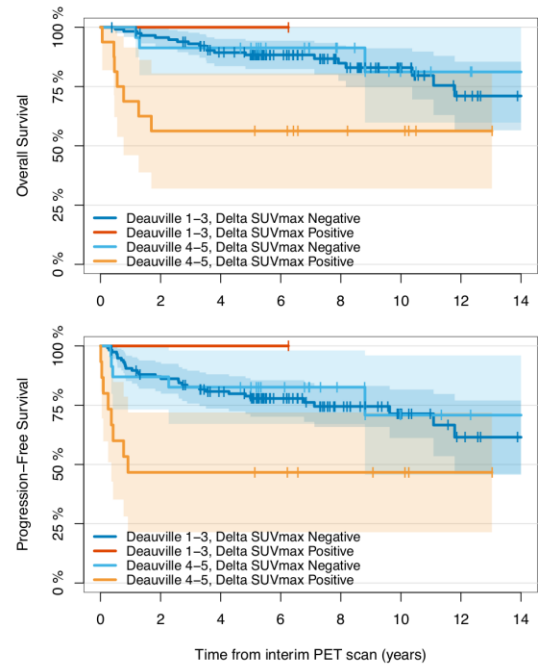 100 %
75 %
50 %
25 %
0 %
Overall Survival
Deauville 1−3, Delta SUVmax Negative
Deauville 1−3, Delta SUVmax Positive
Deauville 4−5, Delta SUVmax Negative
Deauville 4−5, Delta SUVmax Positive
0 2 4 6 8 10 12 14
100 %
75 %
50 %
25 %
0 %
Progression−Free Survival
Deauville 1−3, Delta SUVmax Negative
Deauville 1−3, Delta SUVmax Positive
Deauville 4−5, Delta SUVmax Negative
Deauville 4−5, Delta SUVmax Positive
0 2 4 6 8 10 12 14
Time from interim PET scan (years)